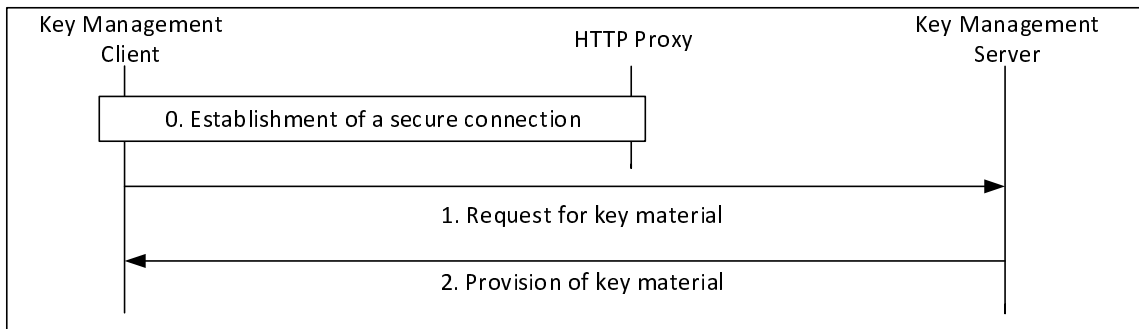 Key Management
Client
HTTP Proxy
Key Management
Server
0. Establishment of a secure connection
1. Request for key material
2. Provision of key material